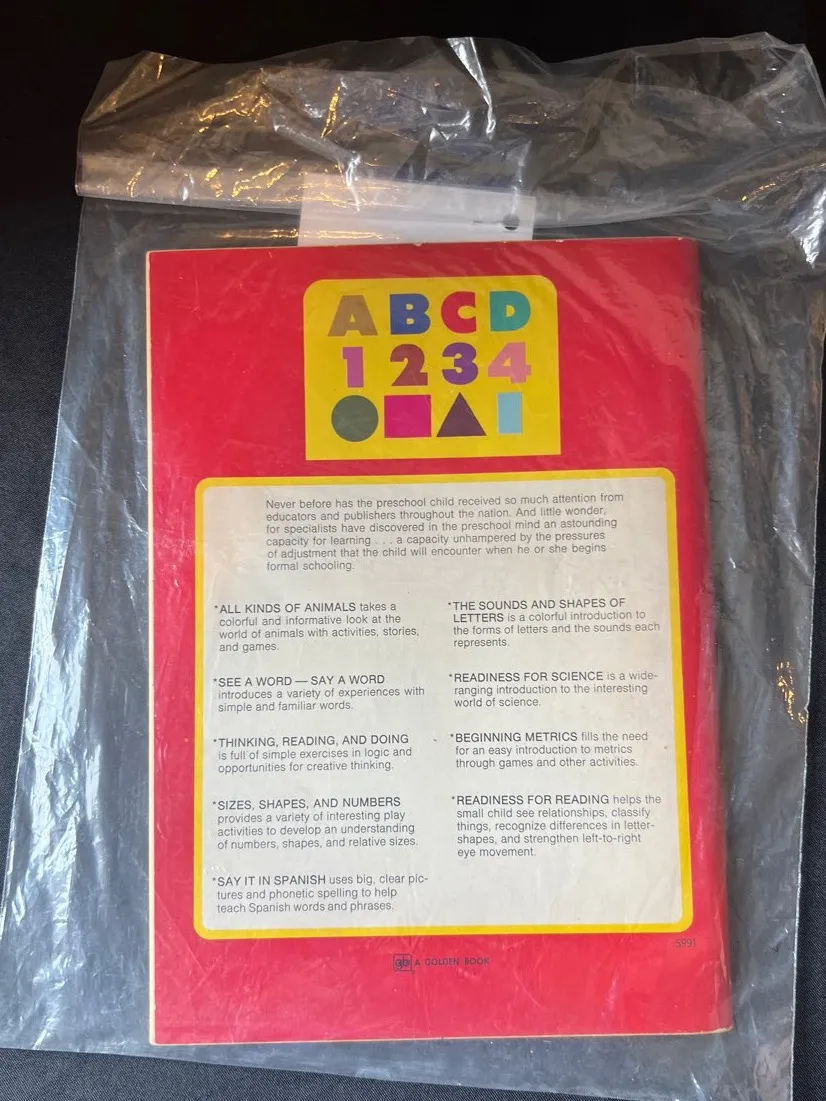 ABCD
1234
Never before has the preschool child received so much attention from
educators and publishers throughout the nation. And little wonder,
for specialists have discovered in the preschool mind an astounding
capacity for learning . . . a capacity unhampered by the pressures
of adjustment that the child will encounter when he or she begins
formal schooling.
*ALL KINDS OF ANIMALS takes a
colorful and informative look at the
world of animals with activities, stories,
and games.
*SEE A WORD — SAY A WORD
introduces a variety of experiences with
simple and familiar words.
*THINKING, READING, AND DOING
is full of simple exercises in logic and
opportunities for creative thinking.
*SIZES, SHAPES, AND NUMBERS
provides a variety of interesting play
activities to develop an understanding
of numbers, shapes, and relative sizes.
*SAY IT IN SPANISH uses big, clear pic-
tures and phonetic spelling to help
teach Spanish words and phrases.
*THE SOUNDS AND SHAPES OF
LETTERS is a colorful introduction to
the forms of letters and the sounds each
represents.
*READINESS FOR SCIENCE is a wide-
ranging introduction to the interesting
world of science.
*BEGINNING METRICS fills the need
for an easy introduction to metrics
through games and other activities.
*READINESS FOR READING helps the
small child see relationships, classify
things, recognize differences in letter-
shapes, and strengthen left-to-right
eye movement.
5991
gb A GOLDEN BOOK